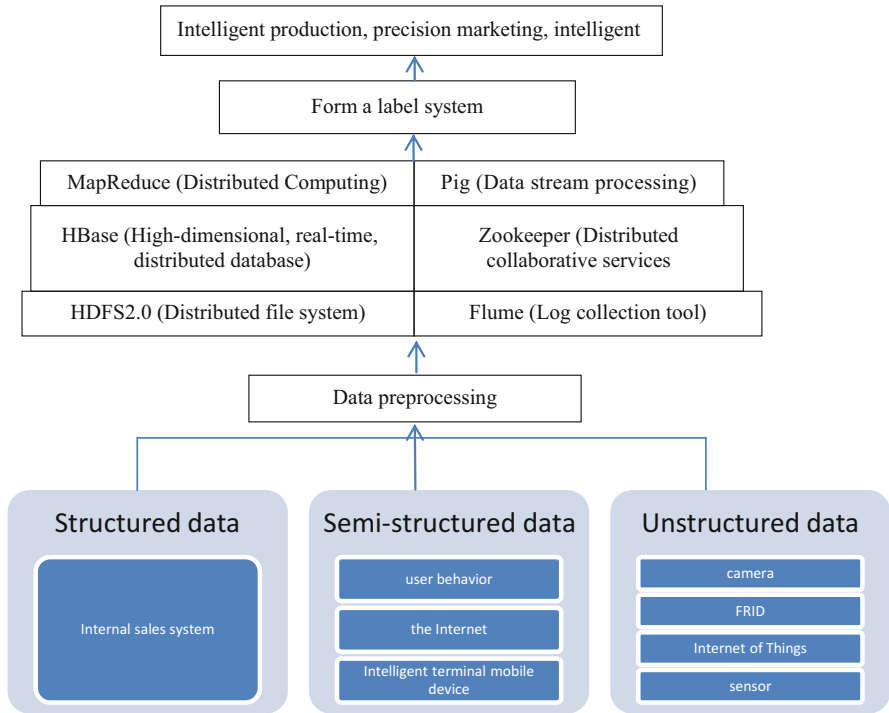 Intelligent production, precision marketing, intelligent
Form a label system
MapReduce (Distributed Computing)
Pig (Data stream processing)
HBase (High-dimensional, real-time,
distributed database)
Zookeeper (Distributed
collaborative services
HDFS2.0 (Distributed file system)
Flume (Log collection tool)
Data preprocessing
Structured data
Internal sales system
Semi-structured data
user behavior
the Internet
Intelligent terminal mobile
device
Unstructured data
camera
FRID
Internet of Things
sensor